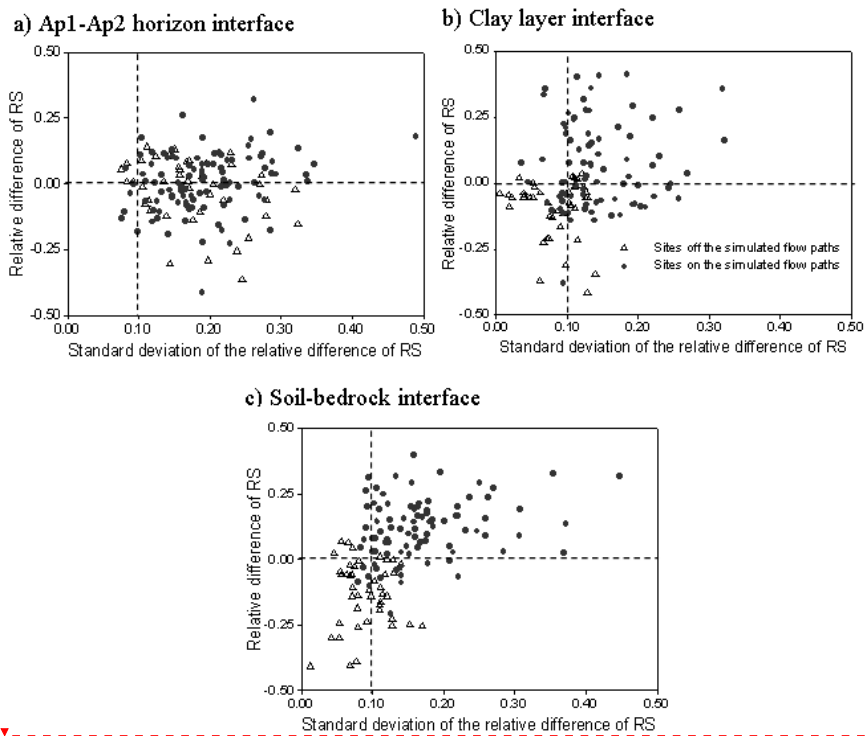 a) Ap1-Ap2 horizon interface
0.50
0.25
0.00
-0.25
-0.50
Relative difference of RS
0.00 0.10 0.20 0.30 0.40 0.50
Standard deviation of the relative difference of RS
b) Clay layer interface
0.50
0.25
0.00
-0.25
-0.50
Relative difference of RS
Sites off the simulated flow paths
Sites on the simulated flow paths
0.00 0.10 0.20 0.30 0.40 0.50
Standard deviation of the relative difference of RS
c) Soil-bedrock interface
0.50
0.25
0.00
-0.25
-0.50
Relative difference of RS
0.00 0.10 0.20 0.30 0.40 0.50
Standard deviation of the relative difference of RS